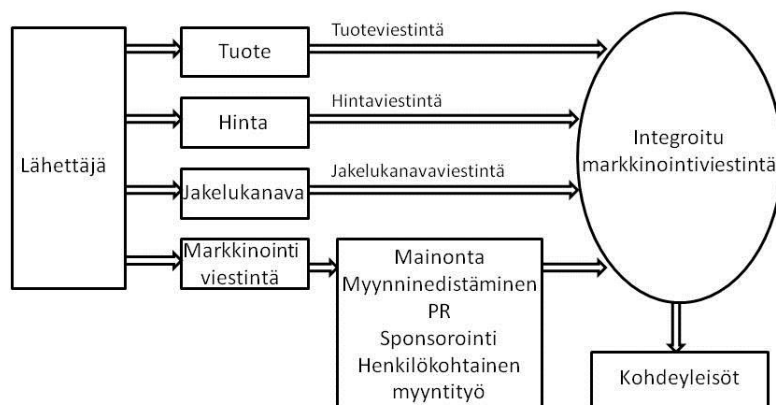 Lähettäjä
Tuote
Tuoteviestintä
Hinta
Hintaviestintä
Jakelukanava
Jakelukanavaviestintä
Markkinointi
viestintä
Mainonta
Myynninedistäminen
PR
Sponsorointi
Henkilökohtainen
myyntityö
Integroitu
markkinointiviestintä
Kohdeyleisöt